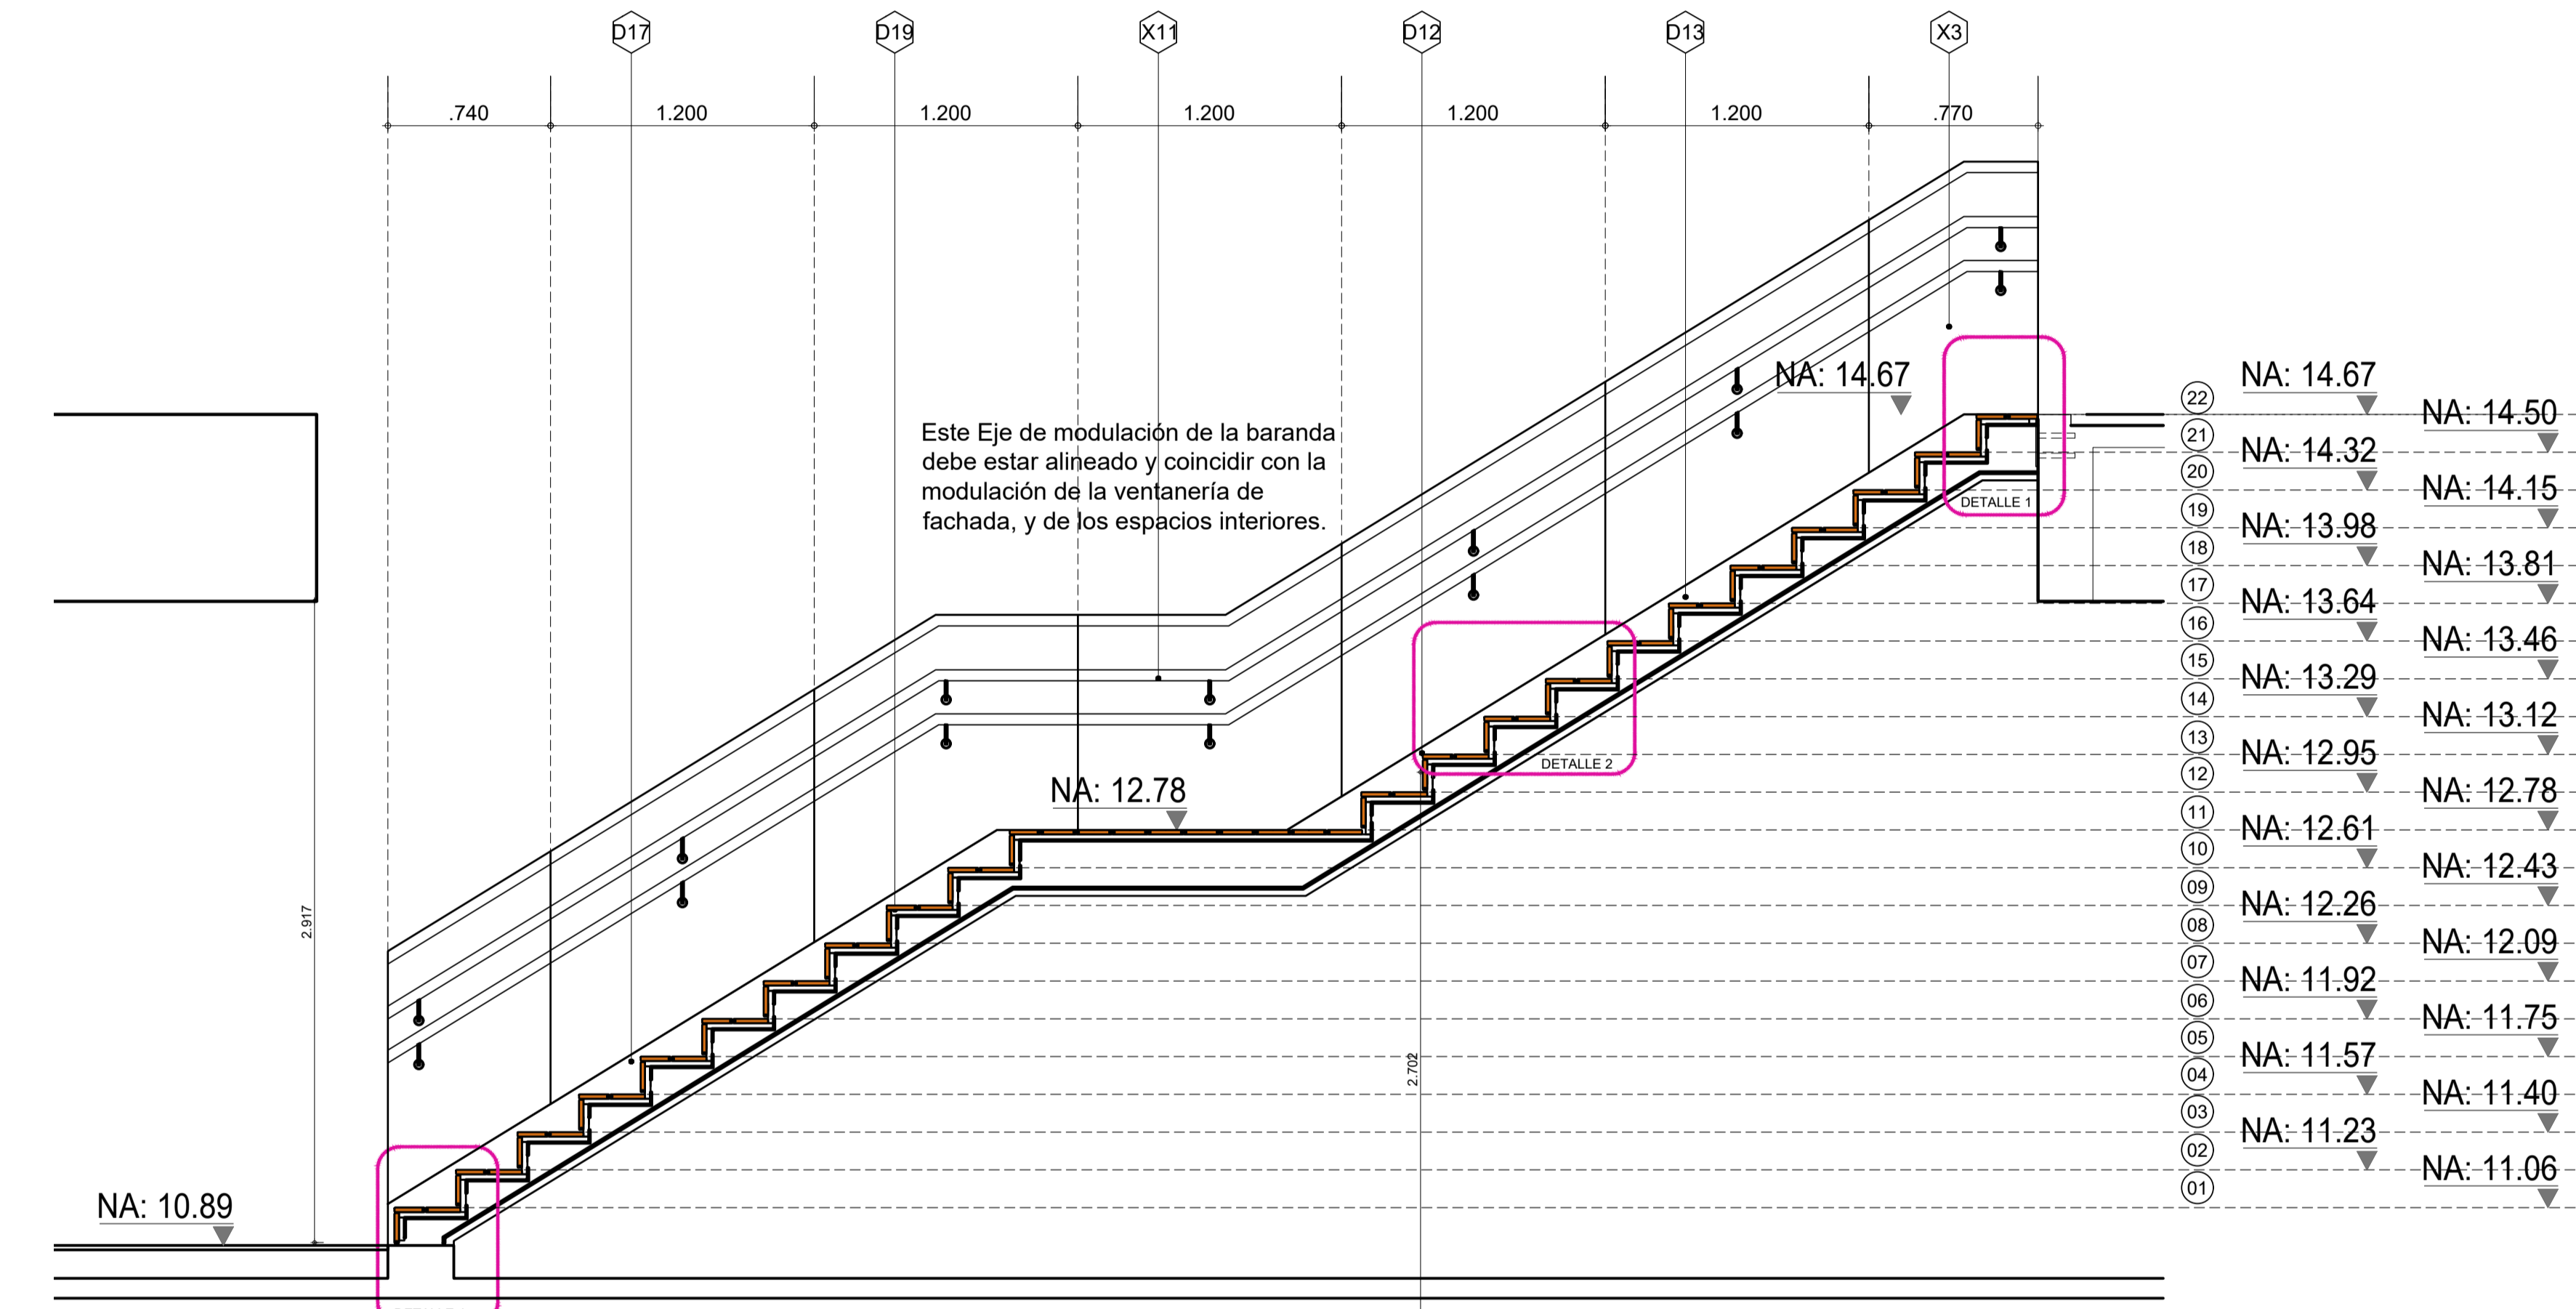 D17 D19 X11 D12 D13 X3
.740 1.200 1.200 1.200 1.200 1.200 .770
Este Eje de modulación de la baranda
debe estar alineado y coincidir con la
modulación de la ventanería de
fachada, y de los espacios interiores.
NA: 14.67
DETALLE 1
DETALLE 2
NA: 12.78
2.917
2.702
NA: 10.89
22 NA: 14.67
NA: 14.50
21
NA: 14.32
20
NA: 14.15
19
NA: 13.98
18
NA: 13.81
17
NA: 13.64
16
NA: 13.46
15
NA: 13.29
14
NA: 13.12
13
NA: 12.95
12
NA: 12.78
11
NA: 12.61
10
NA: 12.43
09
NA: 12.26
08
NA: 12.09
07
NA: 11.92
06
NA: 11.75
05
NA: 11.57
04
NA: 11.40
03
NA: 11.23
02
NA: 11.06
01